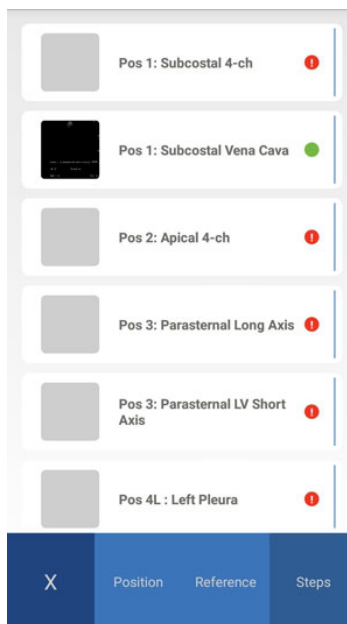 Pos 1: Subcostal 4-ch
Pos 1: Subcostal Vena Cava
Pos 2: Apical 4-ch
Pos 3: Parasternal Long Axis
Pos 3: Parasternal LV Short
Axis
Pos 4L : Left Pleura
X Position Reference Steps